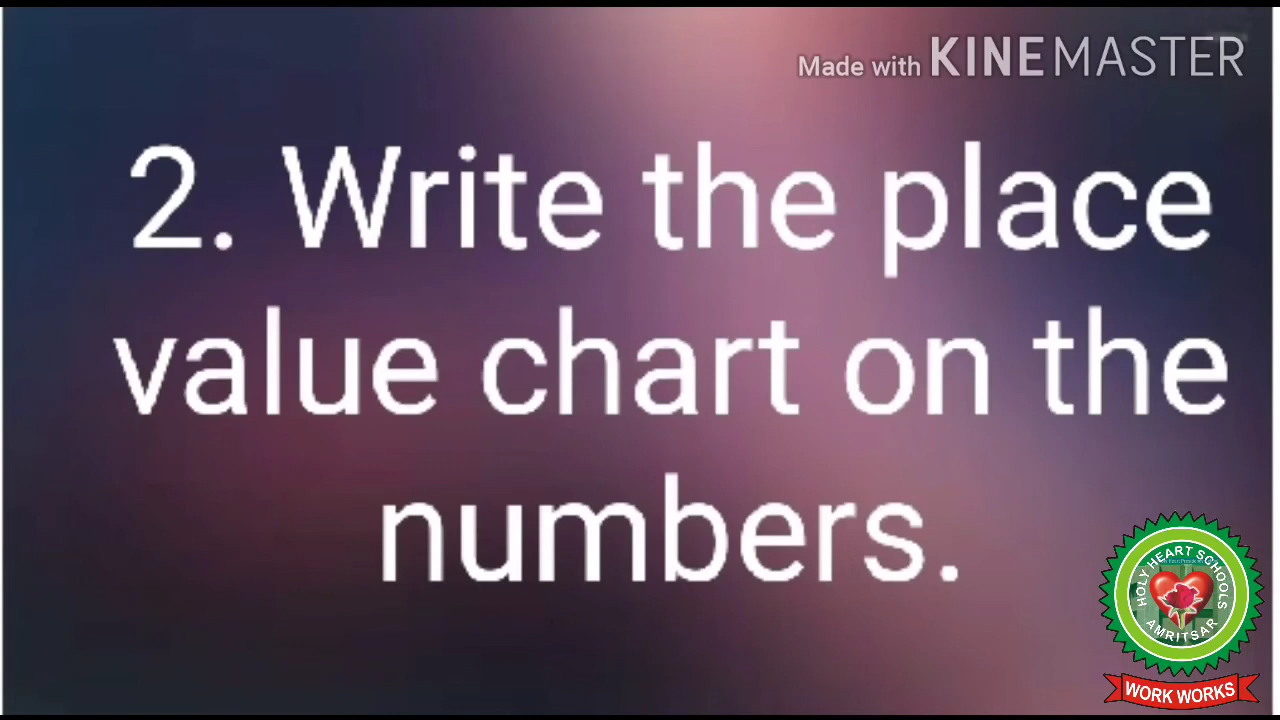 Made with KINEMASTER
2. Write the place
value chart on the
numbers.
HOLY HEART SCHOOLS
AMRITSAR
WORK WORKS